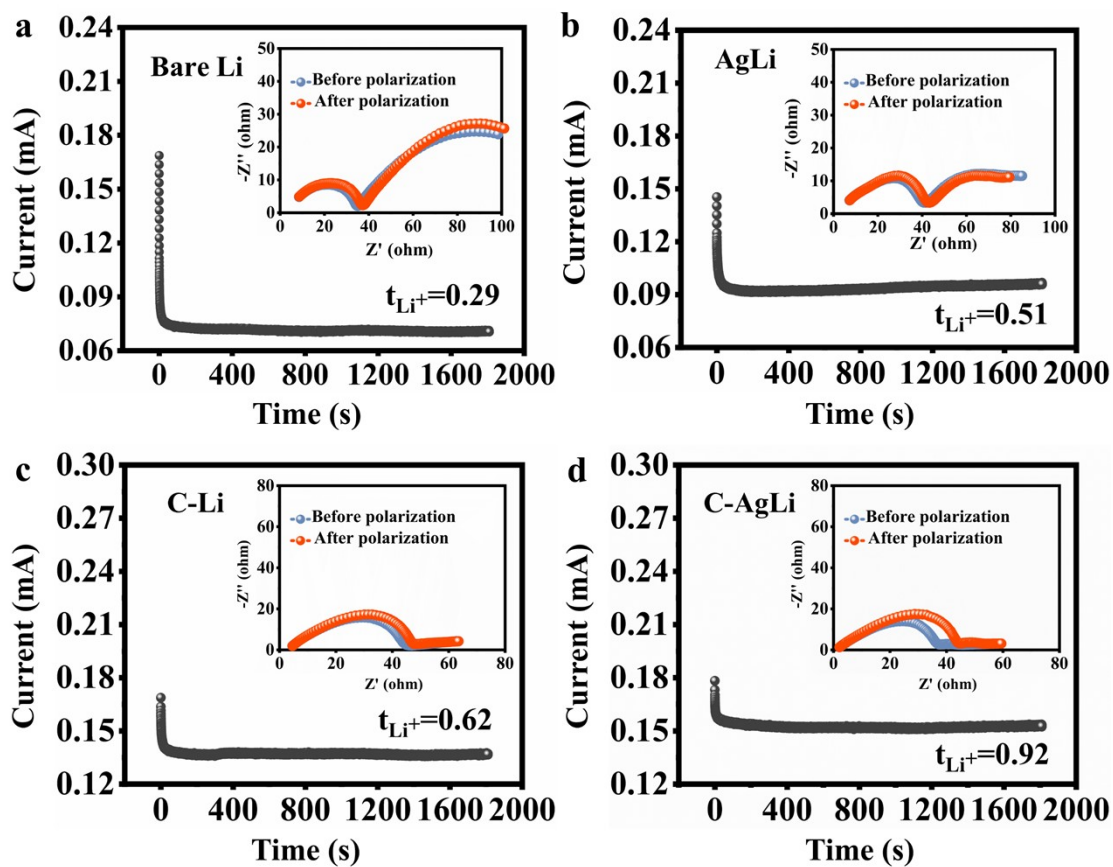 a
Bare Li
Current (mA)
0.24
0.21
0.18
0.15
0.12
0.09
0.06
0 400 800 1200 1600 2000
Time (s)
-Z'' (ohm)
50
40
30
20
10
0
0 20 40 60 80 100
Z' (ohm)
Before polarization
After polarization
tLi+=0.29
b
AgLi
Current (mA)
0.24
0.21
0.18
0.15
0.12
0.09
0.06
0 400 800 1200 1600 2000
Time (s)
-Z'' (ohm)
50
40
30
20
10
0
0 20 40 60 80 100
Z' (ohm)
Before polarization
After polarization
tLi+=0.51
c
C-Li
Current (mA)
0.30
0.27
0.24
0.21
0.18
0.15
0.12
0 400 800 1200 1600 2000
Time (s)
-Z'' (ohm)
80
60
40
20
0
0 20 40 60 80
Z' (ohm)
Before polarization
After polarization
tLi+=0.62
d
C-AgLi
Current (mA)
0.30
0.27
0.24
0.21
0.18
0.15
0.12
0 400 800 1200 1600 2000
Time (s)
-Z'' (ohm)
80
60
40
20
0
0 20 40 60 80
Z' (ohm)
Before polarization
After polarization
tLi+=0.92